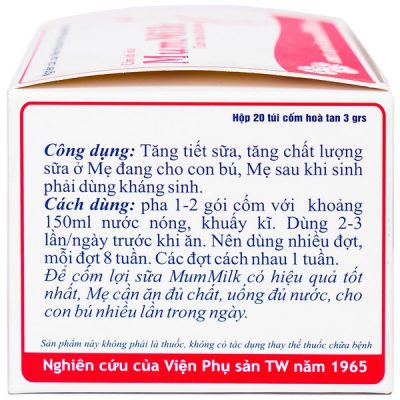 Cốm lợi sữa
Mum Milk
Hộp 20 túi cốm hoà tan 3 grs
Công dụng: Tăng tiết sữa, tăng chất lượng
sữa ở Mẹ đang cho con bú, Mẹ sau khi sinh
phải dùng kháng sinh.
Cách dùng: pha 1-2 gói cốm với khoảng
150ml nước nóng, khuấy kĩ. Dùng 2-3
lần/ngày trước khi ăn. Nên dùng nhiều đợt,
mỗi đợt 8 tuần. Các đợt cách nhau 1 tuần.
Để cốm lợi sữa MumMilk có hiệu quả tốt
nhất, Mẹ cần ăn đủ chất, uống đủ nước, cho
con bú nhiều lần trong ngày.
Sản phẩm này không phải là thuốc, không có tác dụng thay thế thuốc chữa bệnh
Nghiên cứu của Viện Phụ sản TW năm 1965